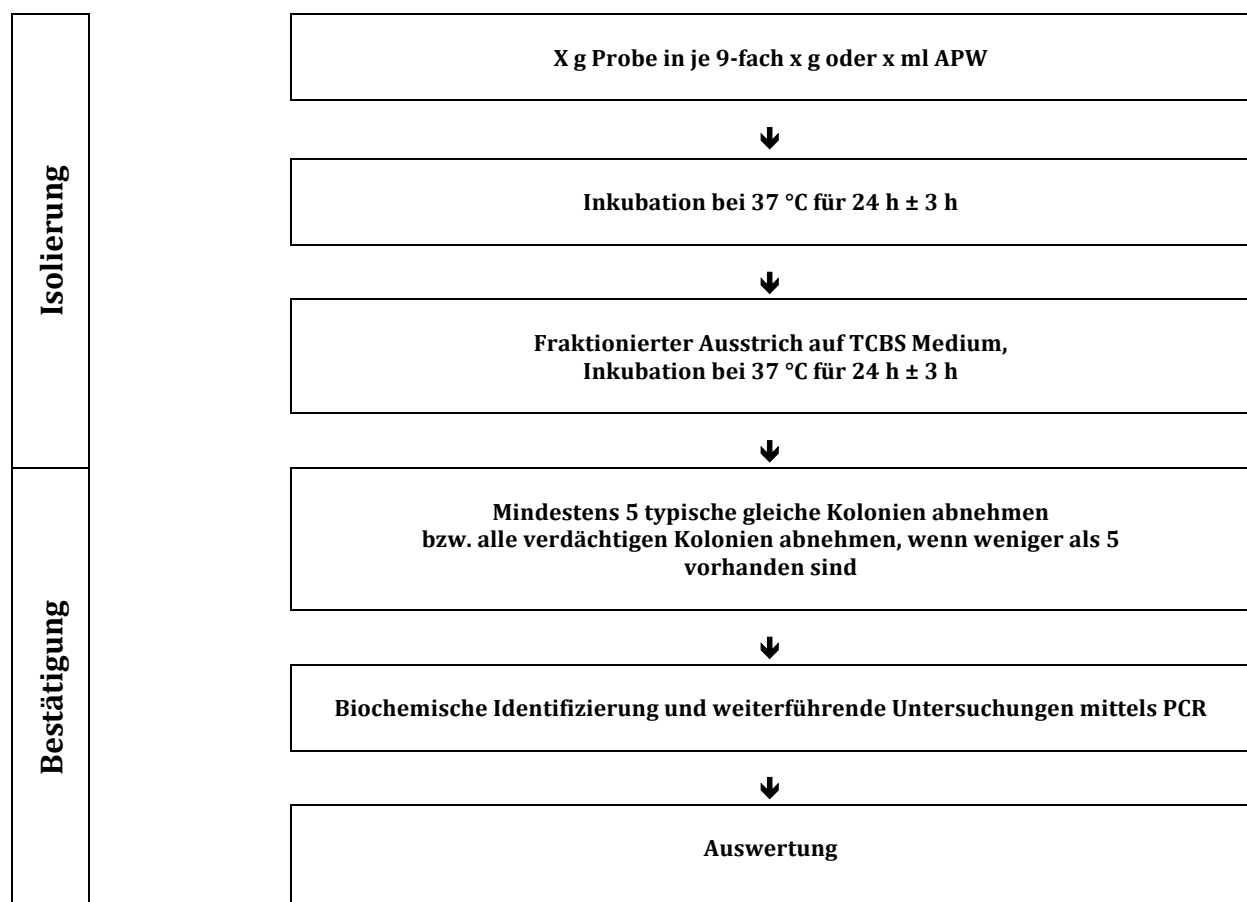 Isolierung
X g Probe in je 9-fach x g oder x ml APW
Inkubation bei 37 °C für 24 h ± 3 h
Fraktionierter Ausstrich auf TCBS Medium,
Inkubation bei 37 °C für 24 h ± 3 h
Bestätigung
Mindestens 5 typische gleiche Kolonien abnehmen
bzw. alle verdächtigen Kolonien abnehmen, wenn weniger als 5
vorhanden sind
Biochemische Identifizierung und weiterführende Untersuchungen mittels PCR
Auswertung